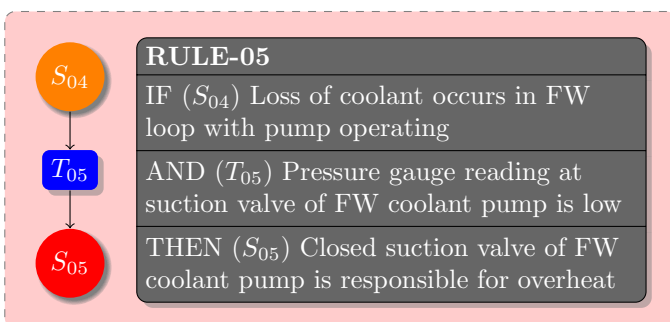 S04
RULE-05
IF (S04) Loss of coolant occurs in FW
loop with pump operating
T05
AND (T05) Pressure gauge reading at
suction valve of FW coolant pump is low
S05
THEN (S05) Closed suction valve of FW
coolant pump is responsible for overheat